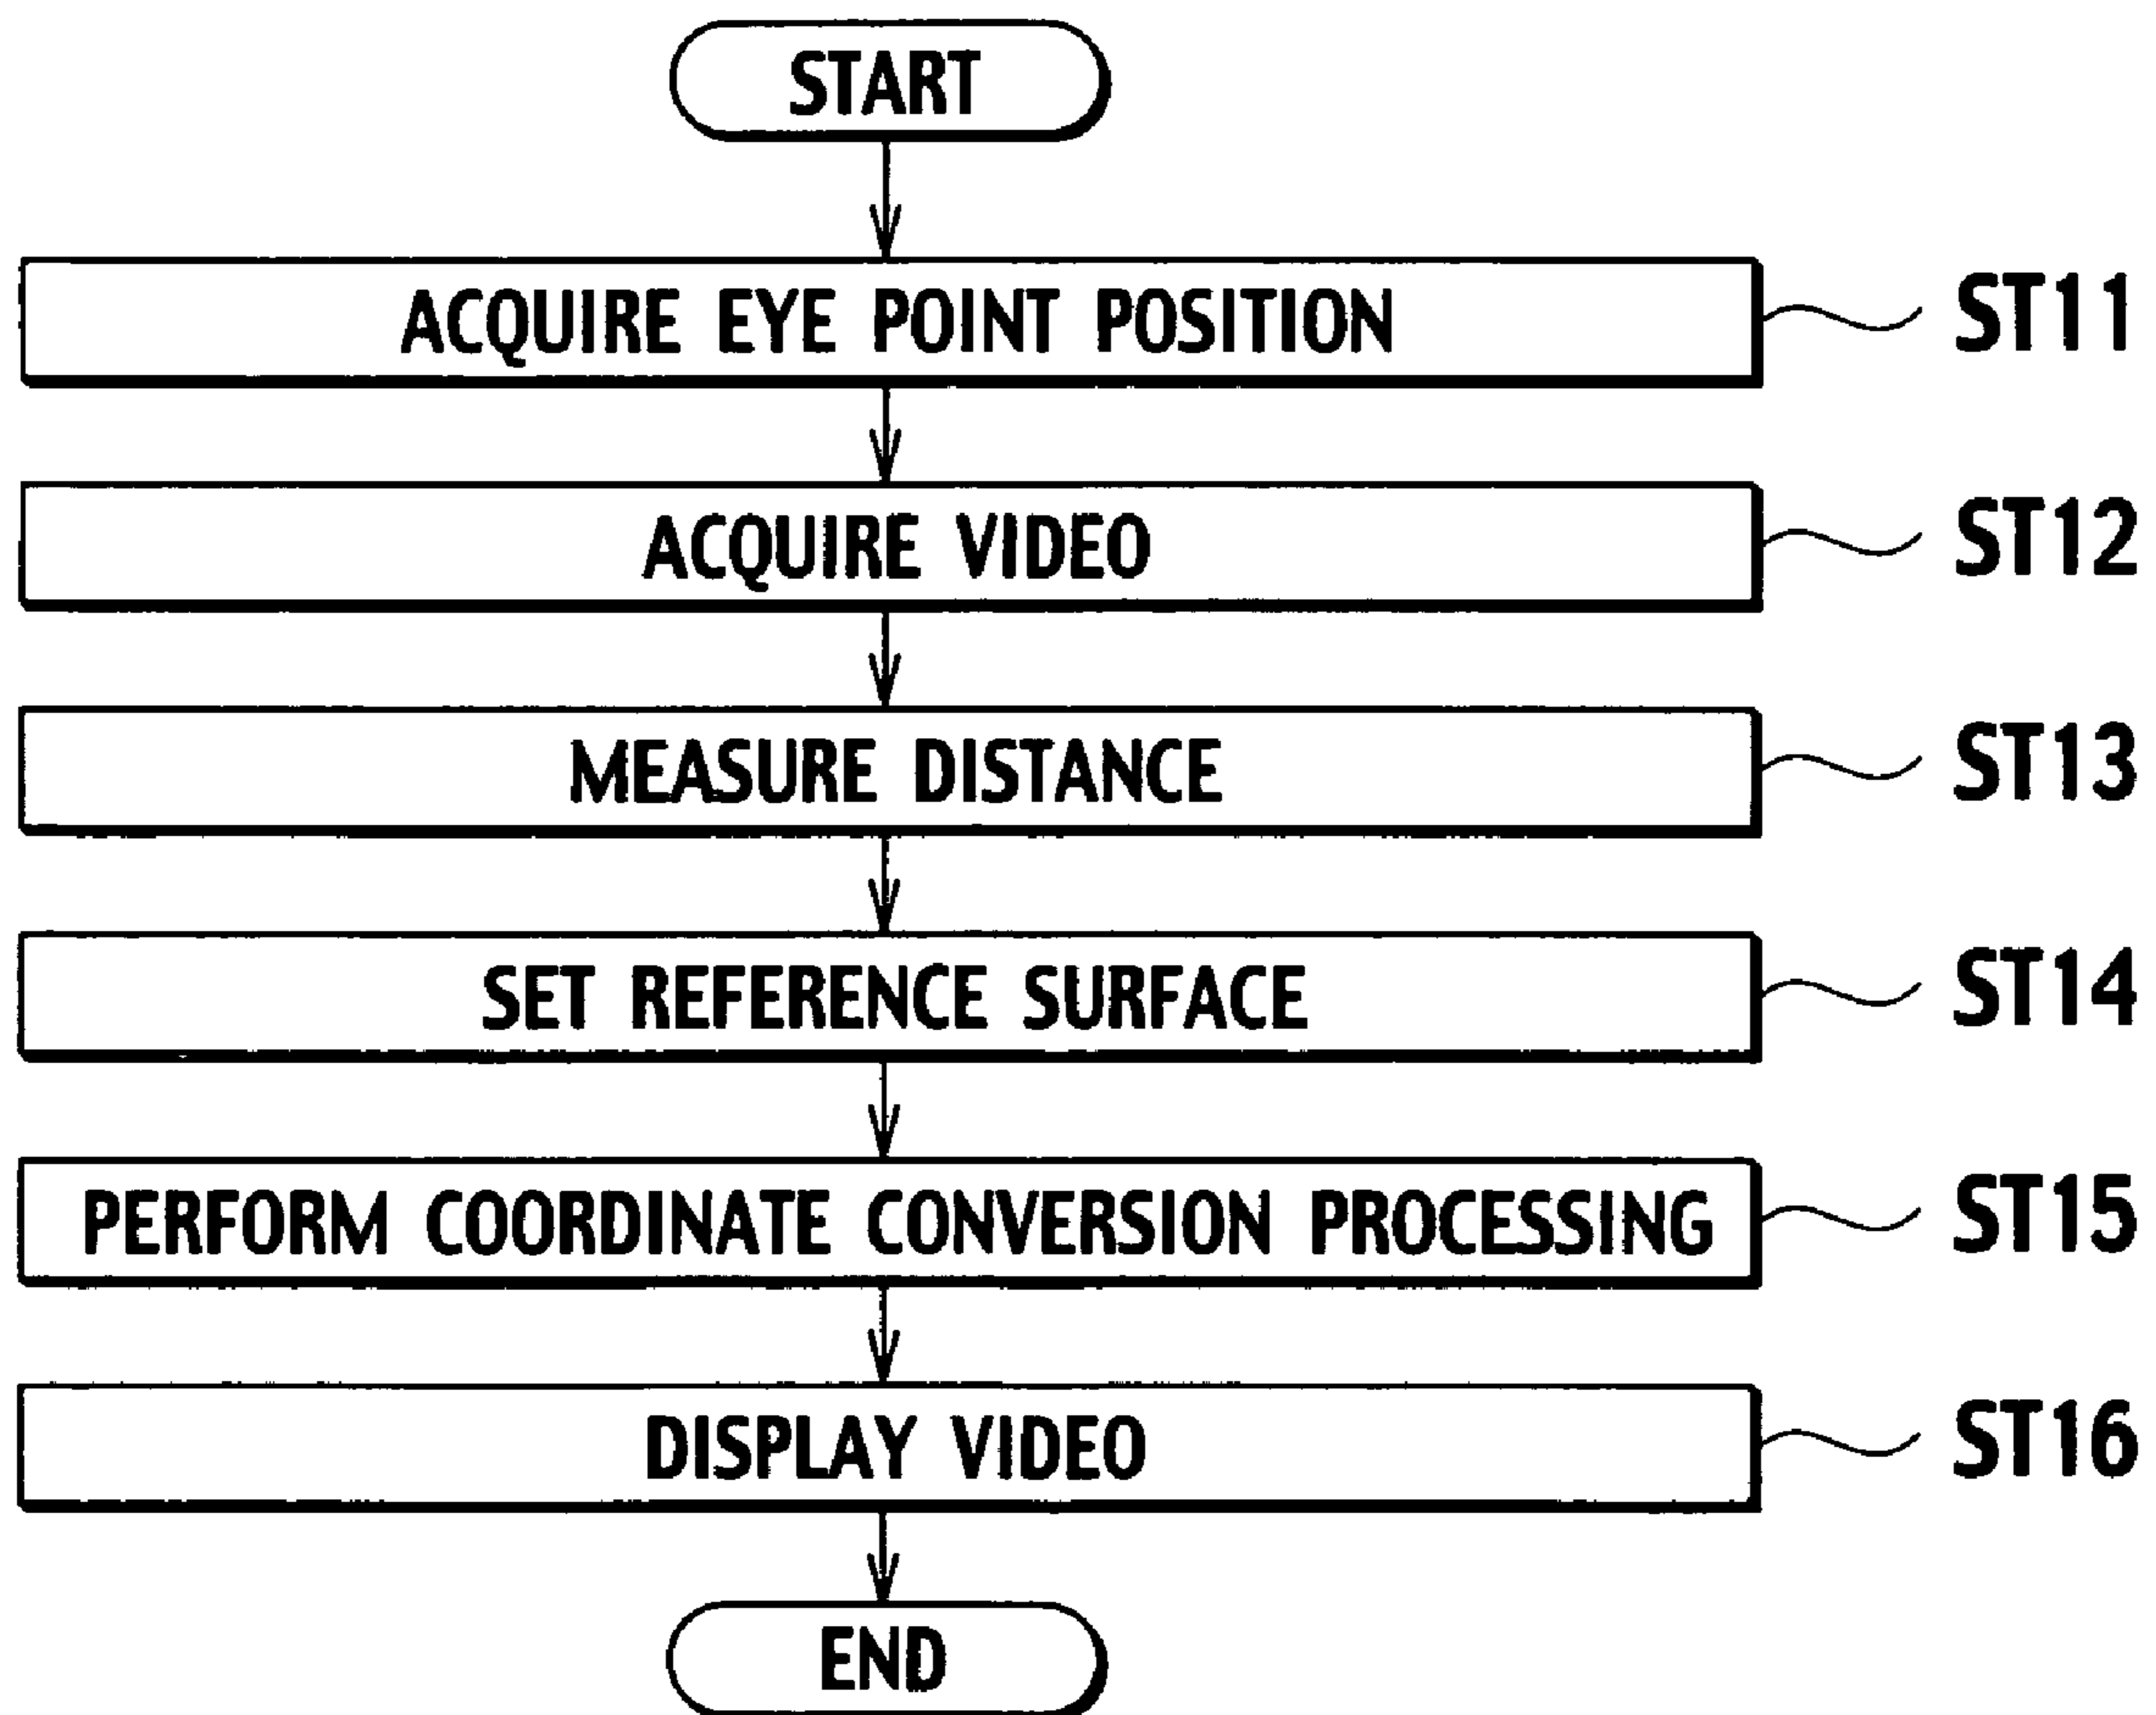 START
ACQUIRE EYE POINT POSITION ST11
ACQUIRE VIDEO ST12
MEASURE DISTANCE ST13
SET REFERENCE SURFACE ST14
PERFORM COORDINATE CONVERSION PROCESSING ST15
DISPLAY VIDEO ST16
END